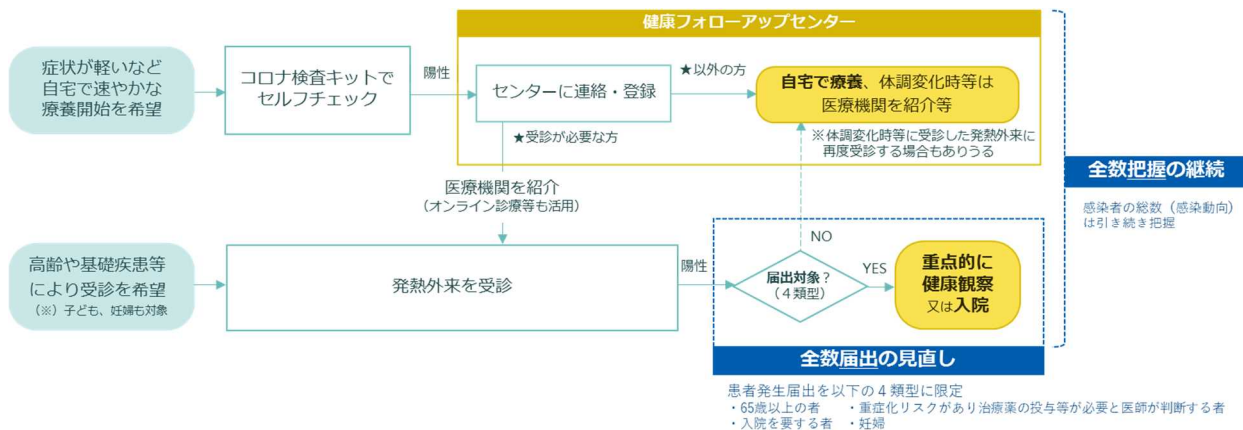 健康フォローアップセンター
症状が軽いなど
自宅で速やかな
療養開始を希望
コロナ検査キットで
セルフチェック
陽性
センターに連絡・登録
★以外の方
自宅で療養、体調変化時等は
医療機関を紹介等
※体調変化時等に受診した発熱外来に
再度受診する場合もありうる
★受診が必要な方
医療機関を紹介
（オンライン診療等も活用）
全数把握の継続
感染者の総数（感染動向）
は引き続き把握
高齢や基礎疾患等
により受診を希望
（※）子ども、妊婦も対象
発熱外来を受診
陽性
届出対象？
（４類型）
NO
YES
重点的に
健康観察
又は入院
全数届出の見直し
患者発生届出を以下の４類型に限定
・65歳以上の者　・重症化リスクがあり治療薬の投与等が必要と医師が判断する者
・入院を要する者　・妊婦